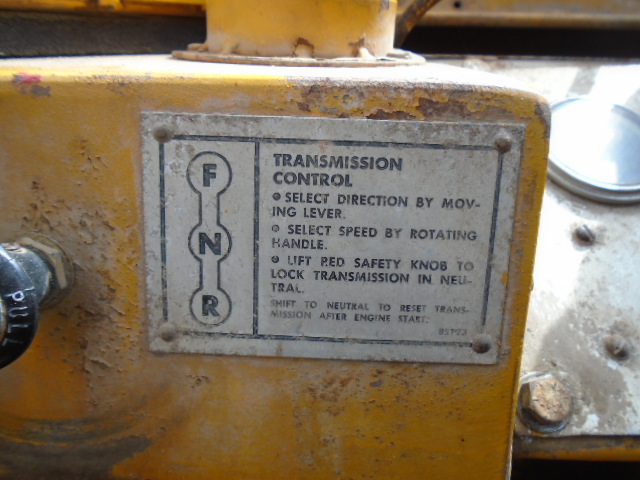 F
N
R
TRANSMISSION
CONTROL
• SELECT DIRECTION BY MOV-
ING LEVER.
• SELECT SPEED BY ROTATING
HANDLE.
• LIFT RED SAFETY KNOB TO
LOCK TRANSMISSION IN NEU-
TRAL.
SHIFT TO NEUTRAL TO RESET TRANS-
MISSION AFTER ENGINE START.
85793
PULL